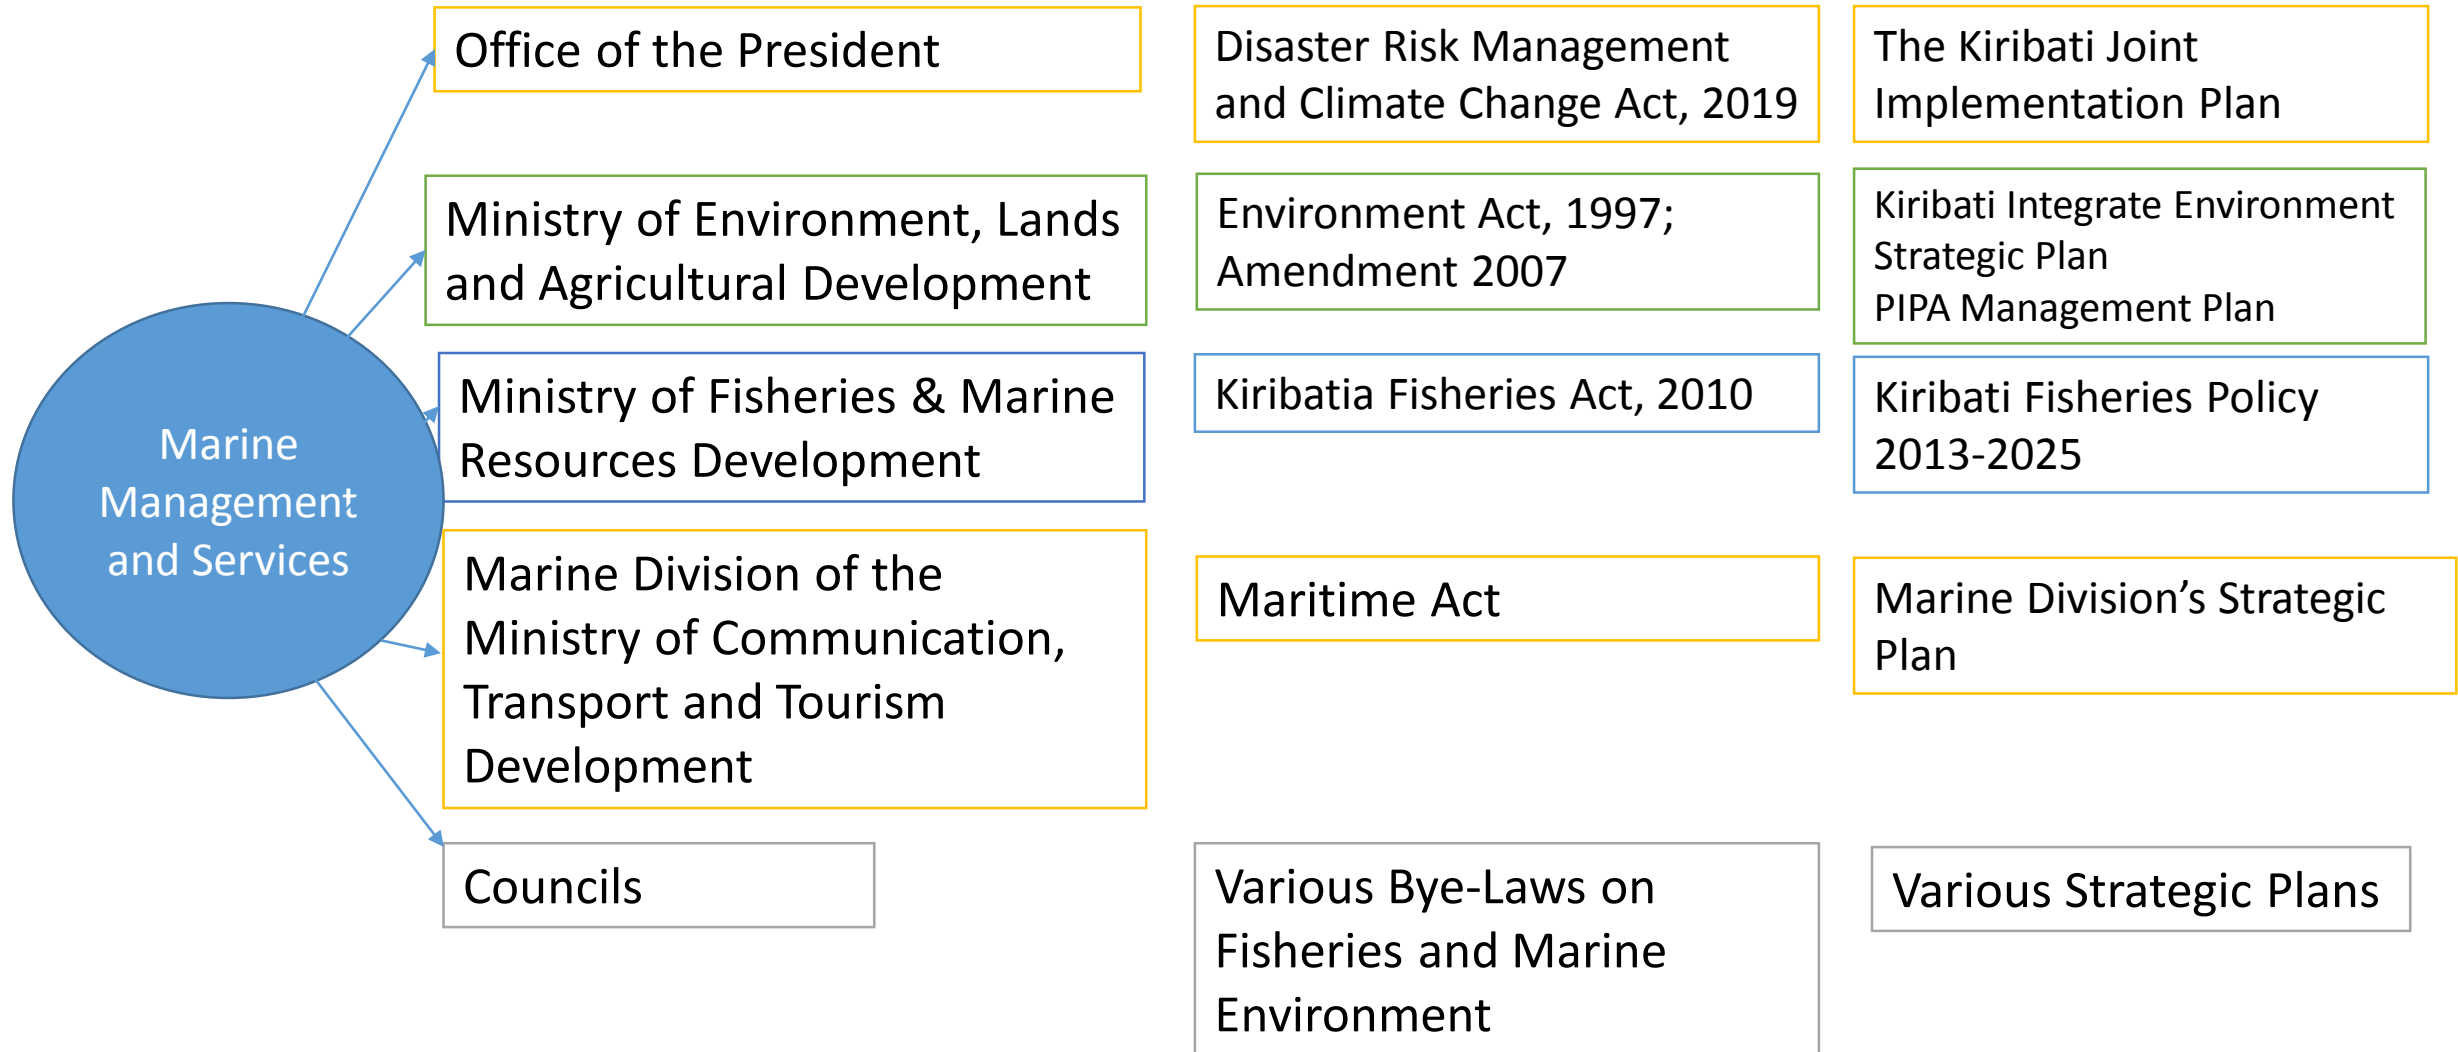 Office of the President
Disaster Risk Management
and Climate Change Act, 2019
The Kiribati Joint
Implementation Plan
Ministry of Environment, Lands
and Agricultural Development
Environment Act, 1997;
Amendment 2007
Kiribati Integrate Environment
Strategic Plan
PIPA Management Plan
Marine
Management
and Services
Ministry of Fisheries & Marine
Resources Development
Kiribatia Fisheries Act, 2010
Kiribati Fisheries Policy
2013-2025
Marine Division of the
Ministry of Communication,
Transport and Tourism
Development
Maritime Act
Marine Division’s Strategic
Plan
Councils
Various Bye-Laws on
Fisheries and Marine
Environment
Various Strategic Plans